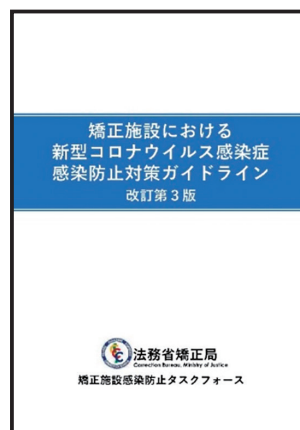 矯正施設における
新型コロナウイルス感染症
感染防止対策ガイドライン
改訂第3版
法務省矯正局
Correction Bureau, Ministry of Justice
矯正施設感染防止タスクフォース